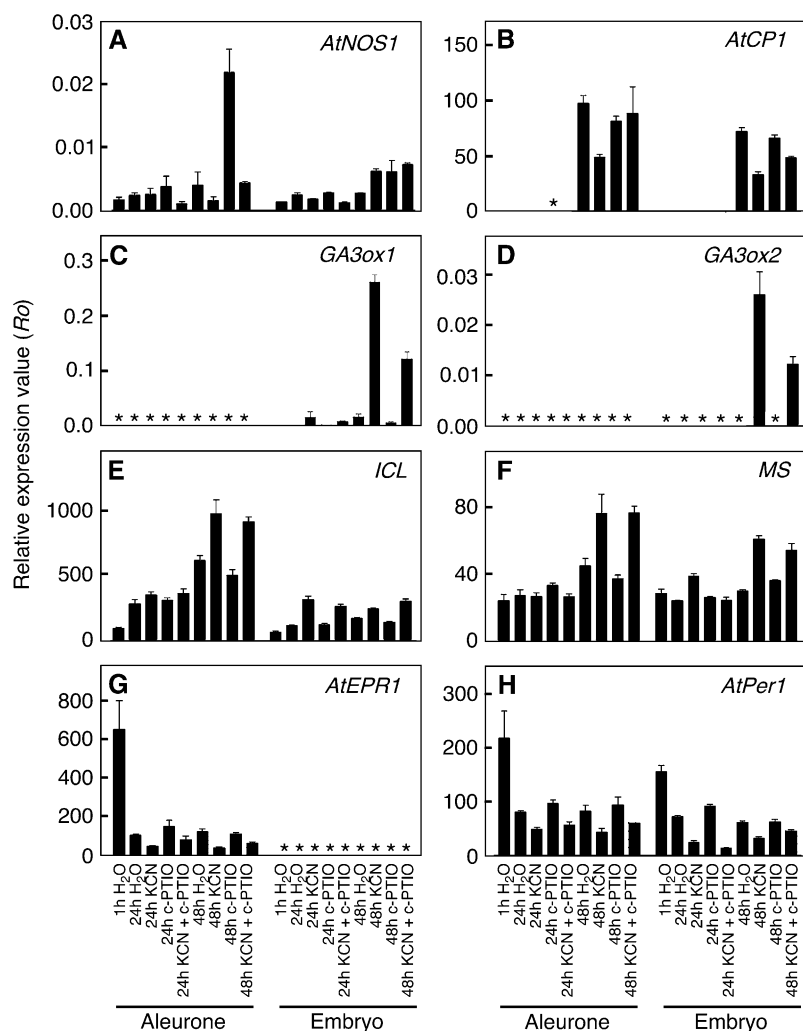 Relative expression value (Ro)
A AtNOS1
0.03
0.02
0.01
0.00
B AtCP1
150
100
50
0
*
C GA3ox1
0.3
0.2
0.1
0.0
* * * * * * * * *
D GA3ox2
0.03
0.02
0.01
0.00
* * * * * * * * *
* * * * * *
E ICL
1000
500
0
F MS
80
40
0
G AtEPR1
800
600
400
200
0
* * * * * * * * *
H AtPer1
300
200
100
0
1h H₂O
24h H₂O
24h KCN
24h c-PTIO
24h KCN + c-PTIO
48h H₂O
48h KCN
48h c-PTIO
48h KCN + c-PTIO
1h H₂O
24h H₂O
24h KCN
24h c-PTIO
24h KCN + c-PTIO
48h H₂O
48h KCN
48h c-PTIO
48h KCN + c-PTIO
Aleurone
Embryo
1h H₂O
24h H₂O
24h KCN
24h c-PTIO
24h KCN + c-PTIO
48h H₂O
48h KCN
48h c-PTIO
48h KCN + c-PTIO
1h H₂O
24h H₂O
24h KCN
24h c-PTIO
24h KCN + c-PTIO
48h H₂O
48h KCN
48h c-PTIO
48h KCN + c-PTIO
Aleurone
Embryo